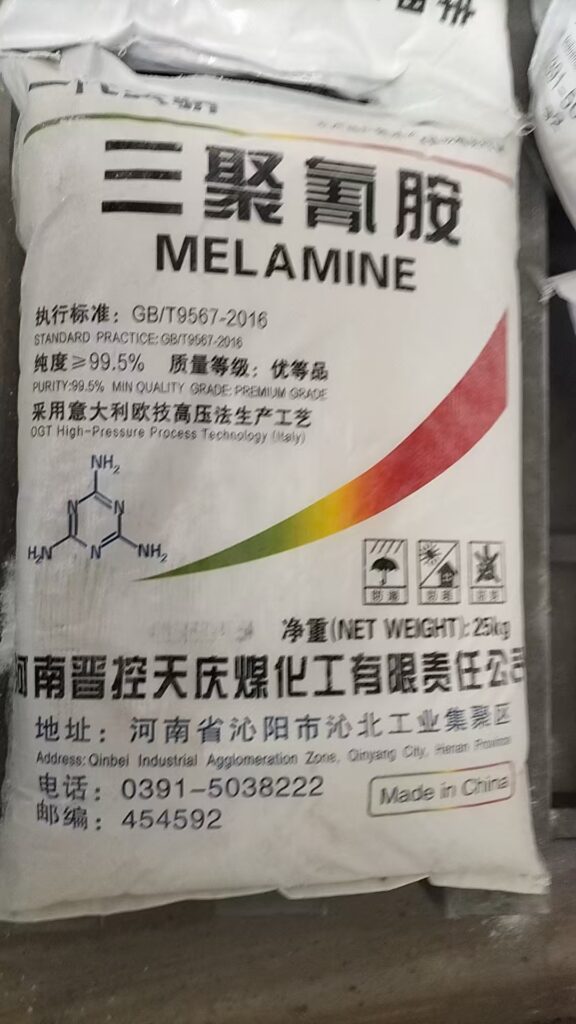 三聚氰胺
MELAMINE
执行标准：GB/T9567-2016
STANDARD PRACTICE:GB/T9567-2016
纯度≥99.5% 质量等级：优等品
PURITY:99.5% MIN QUALITY GRADE: PREMIUM GRADE
采用意大利欧技高压法生产工艺
OGT High-Pressure Process Technology (Italy)
NH₂
N N
H₂N N NH₂
净重(NET WEIGHT): 25kg
河南晋控天庆煤化工有限责任公司
地址：河南省沁阳市沁北工业集聚区
Address: Qinbei Industrial Agglomeration Zone, Qinyang City, Henan Province
电话：0391-5038222
Made in China
邮编：454592